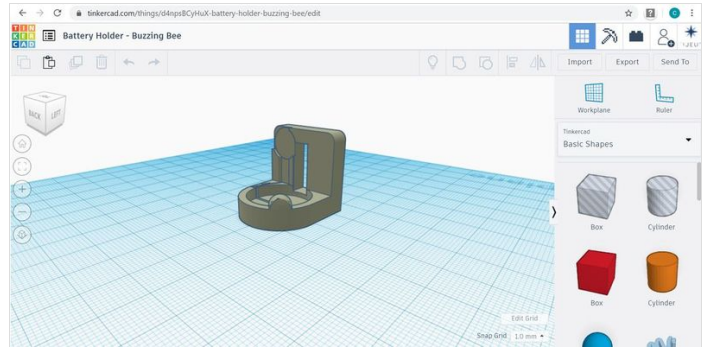 tinkercad.com/things/d4npsBCyHuX-battery-holder-buzzing-bee/edit
TIN
KER
CAD
Battery Holder - Buzzing Bee
Import
Export
Send To
BACK
LEFT
Workplane
Ruler
Tinkercad
Basic Shapes
Box
Cylinder
Box
Cylinder
Edit Grid
Snap Grid 1.0 mm